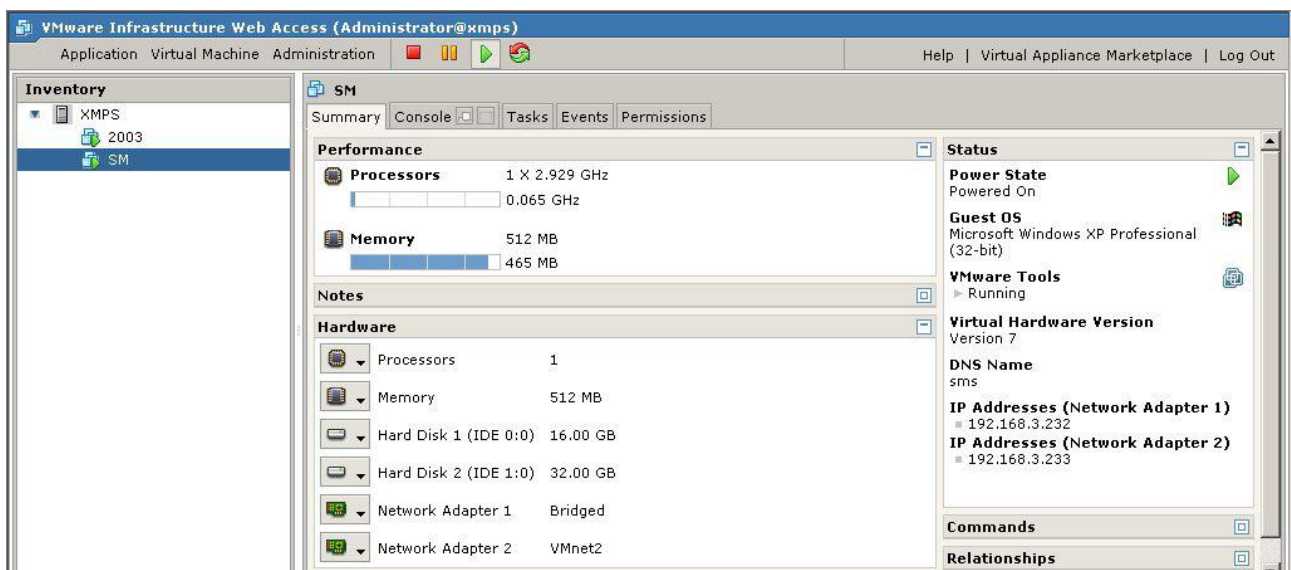 VMware Infrastructure Web Access (Administrator@xmps)
Application Virtual Machine Administration
Help | Virtual Appliance Marketplace | Log Out
Inventory
XMPS
2003
SM
SM
Summary Console Tasks Events Permissions
Performance
Processors 1 X 2.929 GHz
0.065 GHz
Memory 512 MB
465 MB
Notes
Hardware
Processors 1
Memory 512 MB
Hard Disk 1 (IDE 0:0) 16.00 GB
Hard Disk 2 (IDE 1:0) 32.00 GB
Network Adapter 1 Bridged
Network Adapter 2 VMnet2
Status
Power State
Powered On
Guest OS
Microsoft Windows XP Professional
(32-bit)
VMware Tools
Running
Virtual Hardware Version
Version 7
DNS Name
sms
IP Addresses (Network Adapter 1)
192.168.3.232
IP Addresses (Network Adapter 2)
192.168.3.233
Commands
Relationships